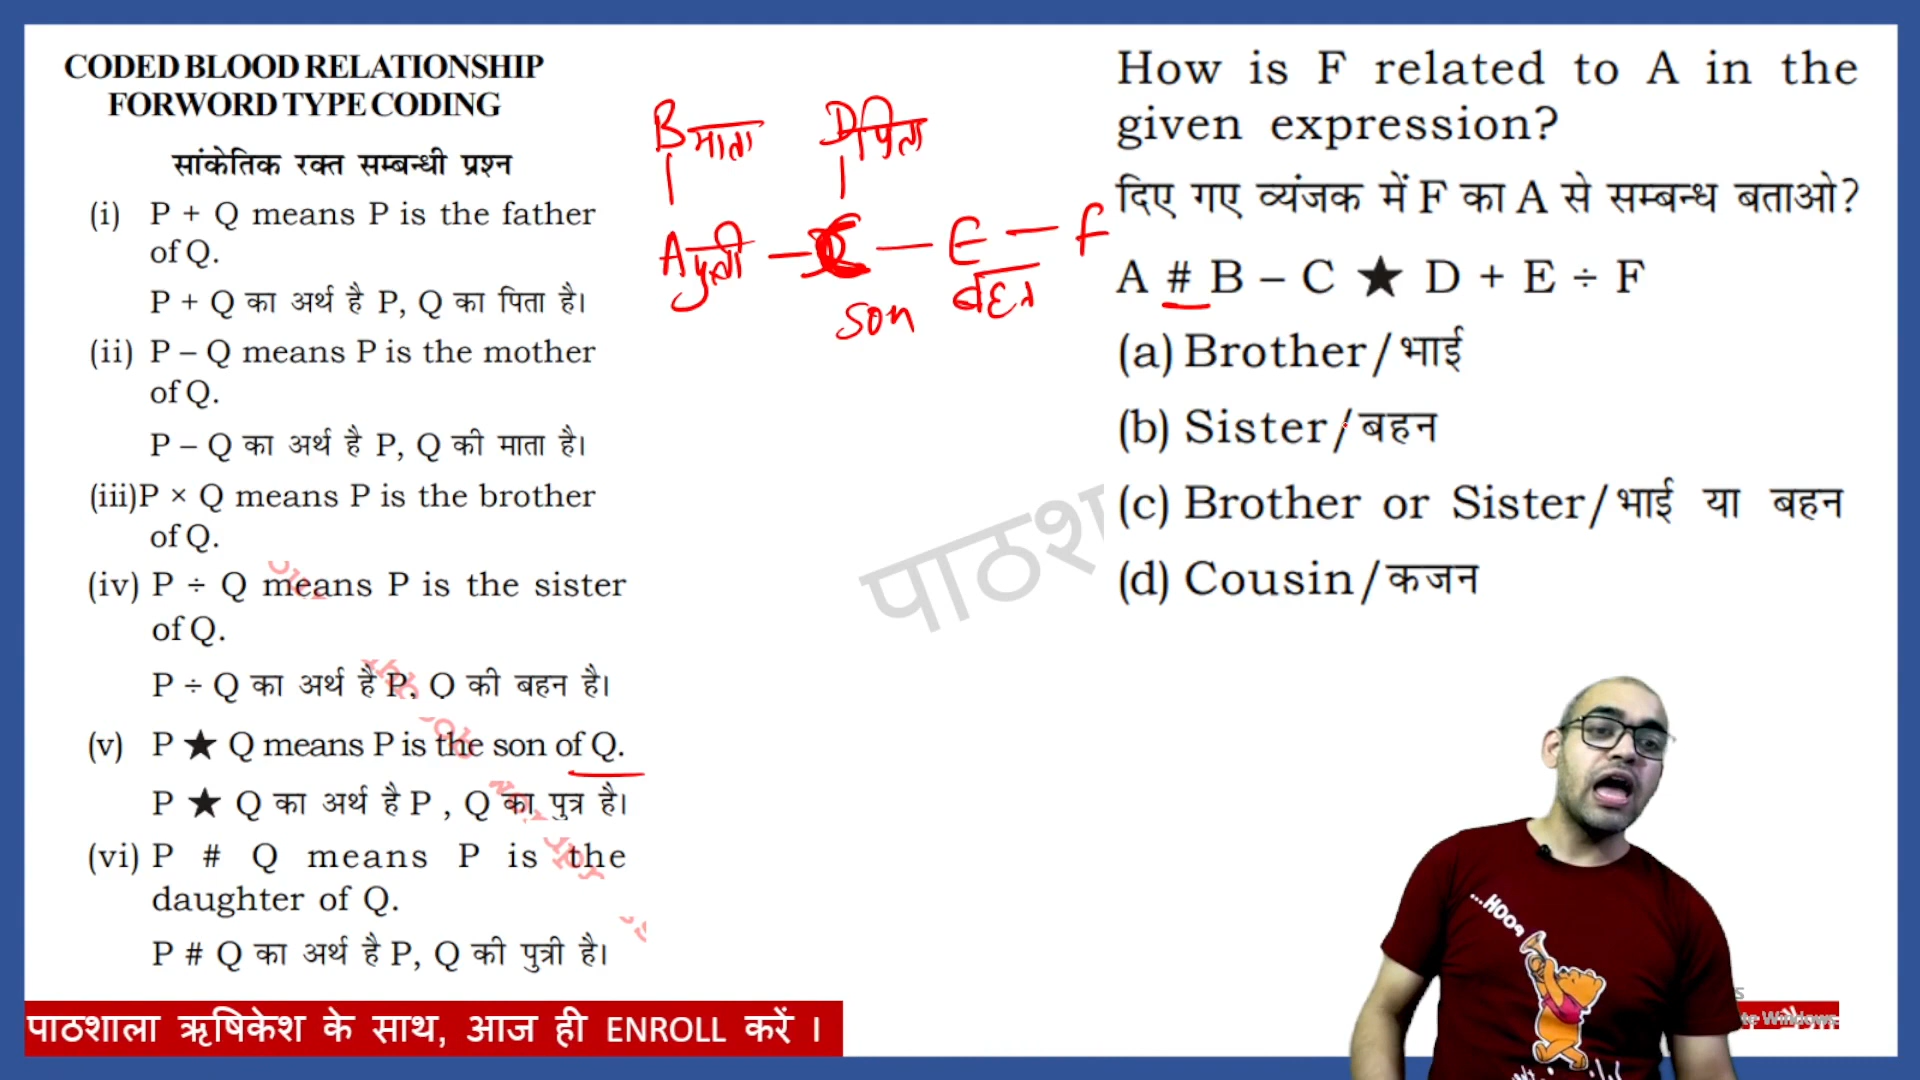 CODED BLOOD RELATIONSHIP
FORWORD TYPE CODING
सांकेतिक रक्त सम्बन्धी प्रश्न
(i) P + Q means P is the father
of Q.
P + Q का अर्थ है P, Q का पिता है।
(ii) P – Q means P is the mother
of Q.
P – Q का अर्थ है P, Q की माता है।
(iii)P × Q means P is the brother
of Q.
(iv) P ÷ Q means P is the sister
of Q.
P ÷ Q का अर्थ है P, Q की बहन है।
(v) P ★ Q means P is the son of Q.
P ★ Q का अर्थ है P , Q का पुत्र है।
(vi) P # Q means P is the
daughter of Q.
P # Q का अर्थ है P, Q की पुत्री है।
B माता D पिता
A पुत्री – C – E – F
son बहन
पाठश
How is F related to A in the
given expression?
दिए गए व्यंजक में F का A से सम्बन्ध बताओ?
A # B – C ★ D + E ÷ F
(a) Brother/भाई
(b) Sister/बहन
(c) Brother or Sister/भाई या बहन
(d) Cousin/कजन
...HOOP
पाठशाला ऋषिकेश के साथ, आज ही ENROLL करें ।
te Windows